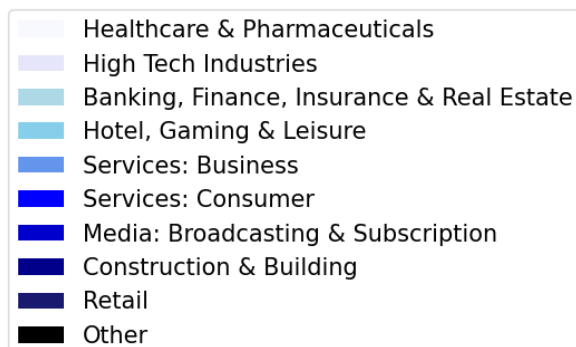 Healthcare & Pharmaceuticals
High Tech Industries
Banking, Finance, Insurance & Real Estate
Hotel, Gaming & Leisure
Services: Business
Services: Consumer
Media: Broadcasting & Subscription
Construction & Building
Retail
Other